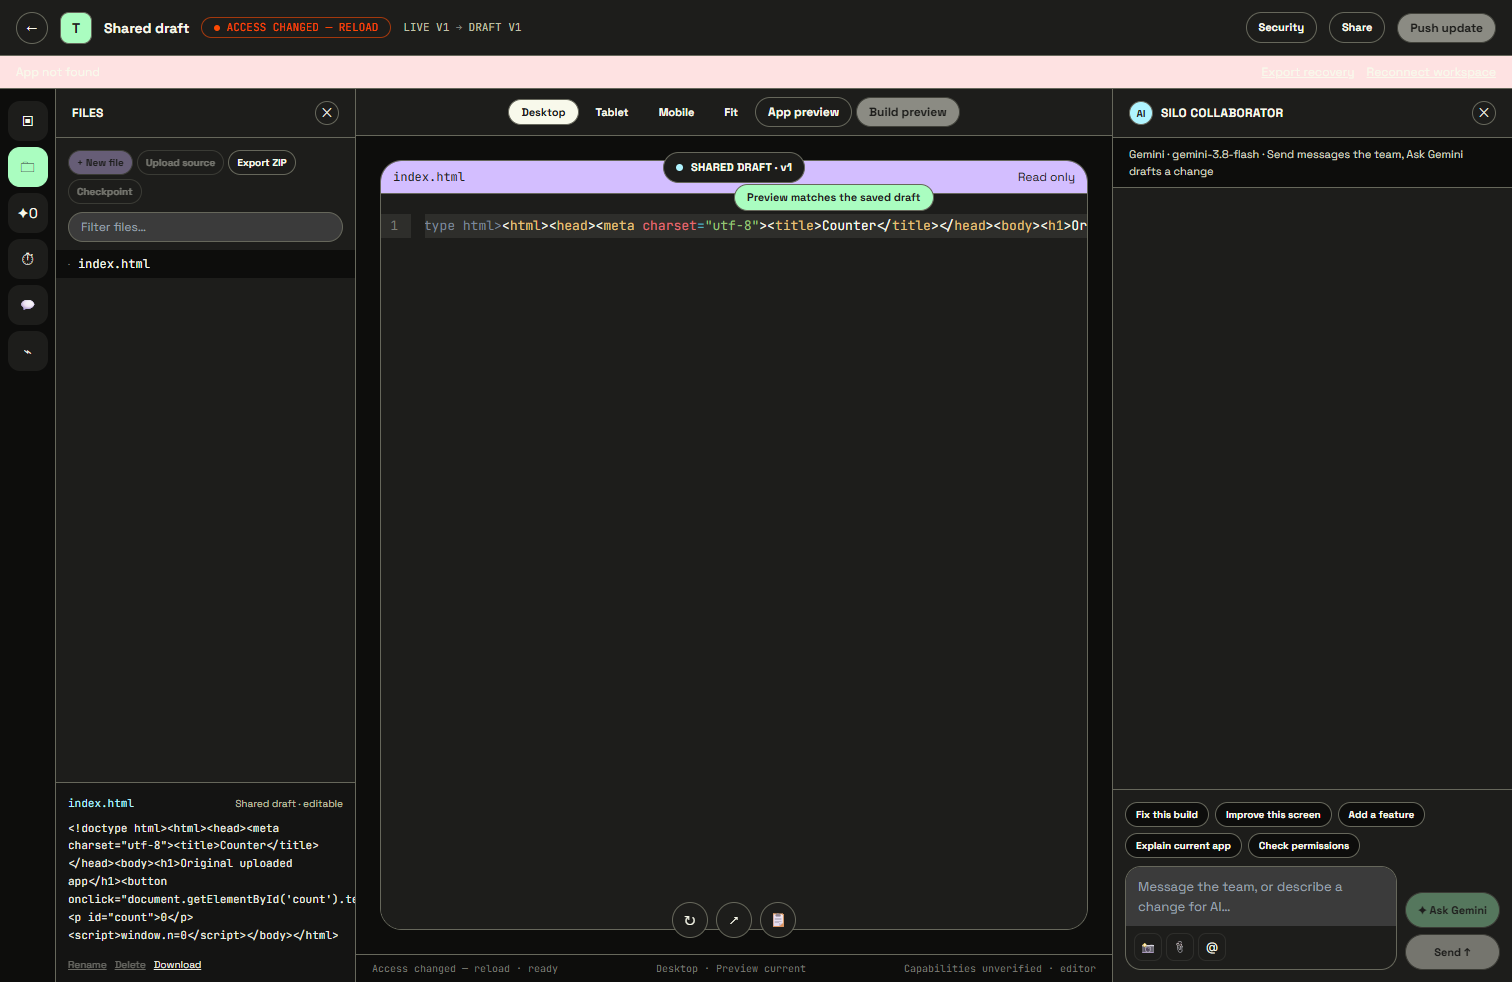 ←
T
Shared draft
ACCESS CHANGED — RELOAD
LIVE V1 → DRAFT V1
Security
Share
Push update
App not found
Export recovery
Reconnect workspace
FILES
+ New file
Upload source
Export ZIP
Checkpoint
Filter files...
· index.html
✦0
index.html
Shared draft · editable
<!doctype html><html><head><meta
charset="utf-8"><title>Counter</title>
</head><body><h1>Original uploaded
app</h1><button
onclick="document.getElementById('count').te
<p id="count">0</p>
<script>window.n=0</script></body></html>
Rename
Delete
Download
Desktop
Tablet
Mobile
Fit
App preview
Build preview
SHARED DRAFT · v1
index.html
Read only
Preview matches the saved draft
1
type html><html><head><meta charset="utf-8"><title>Counter</title></head><body><h1>Or
↻
↗
Access changed — reload · ready
Desktop · Preview current
Capabilities unverified · editor
AI
SILO COLLABORATOR
Gemini · gemini-3.8-flash · Send messages the team, Ask Gemini
drafts a change
Fix this build
Improve this screen
Add a feature
Explain current app
Check permissions
Message the team, or describe a
change for AI...
@
✦ Ask Gemini
Send ↑